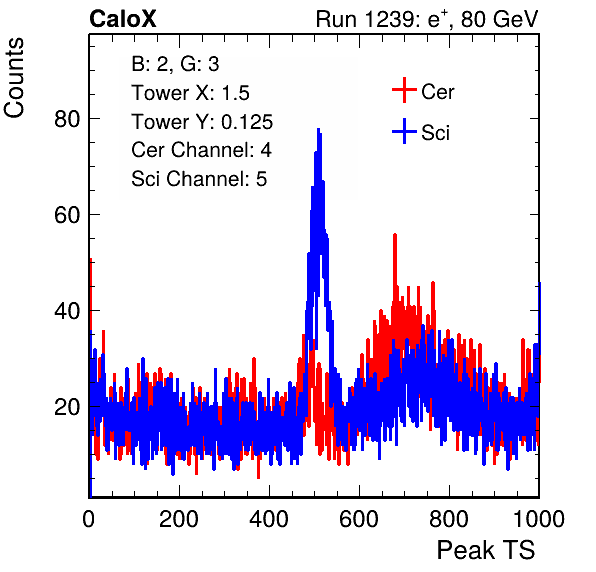 CaloX Run 1239: e⁺, 80 GeV
Counts
B: 2, G: 3
Tower X: 1.5
Tower Y: 0.125
Cer Channel: 4
Sci Channel: 5
Cer
Sci
80
60
40
20
0 200 400 600 800 1000
Peak TS